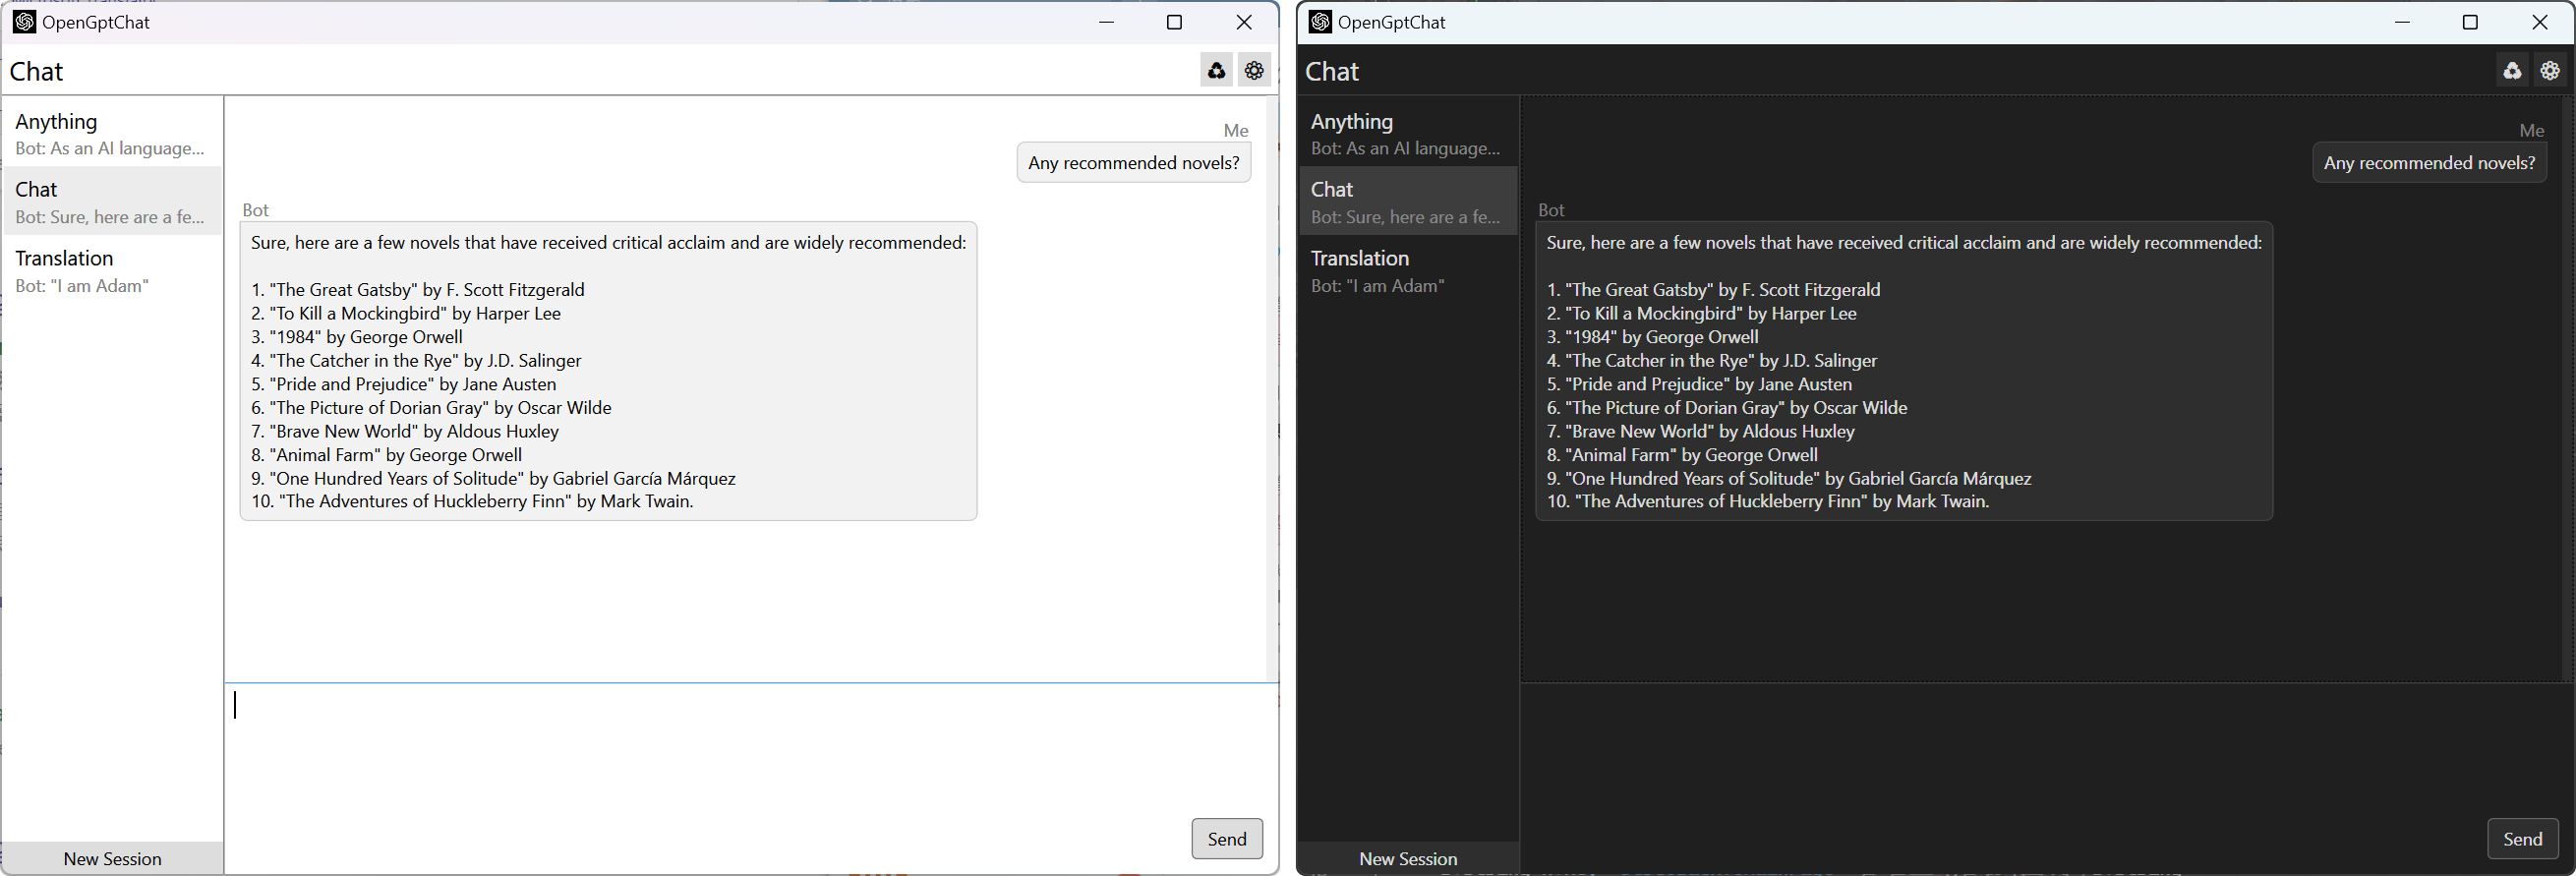 OpenGptChat
Chat
Anything
Bot: As an AI language...
Chat
Bot: Sure, here are a fe...
Translation
Bot: "I am Adam"
New Session
Me
Any recommended novels?
Bot
Sure, here are a few novels that have received critical acclaim and are widely recommended:
1. "The Great Gatsby" by F. Scott Fitzgerald
2. "To Kill a Mockingbird" by Harper Lee
3. "1984" by George Orwell
4. "The Catcher in the Rye" by J.D. Salinger
5. "Pride and Prejudice" by Jane Austen
6. "The Picture of Dorian Gray" by Oscar Wilde
7. "Brave New World" by Aldous Huxley
8. "Animal Farm" by George Orwell
9. "One Hundred Years of Solitude" by Gabriel García Márquez
10. "The Adventures of Huckleberry Finn" by Mark Twain.
Send
OpenGptChat
Chat
Anything
Bot: As an AI language...
Chat
Bot: Sure, here are a fe...
Translation
Bot: "I am Adam"
New Session
Me
Any recommended novels?
Bot
Sure, here are a few novels that have received critical acclaim and are widely recommended:
1. "The Great Gatsby" by F. Scott Fitzgerald
2. "To Kill a Mockingbird" by Harper Lee
3. "1984" by George Orwell
4. "The Catcher in the Rye" by J.D. Salinger
5. "Pride and Prejudice" by Jane Austen
6. "The Picture of Dorian Gray" by Oscar Wilde
7. "Brave New World" by Aldous Huxley
8. "Animal Farm" by George Orwell
9. "One Hundred Years of Solitude" by Gabriel García Márquez
10. "The Adventures of Huckleberry Finn" by Mark Twain.
Send